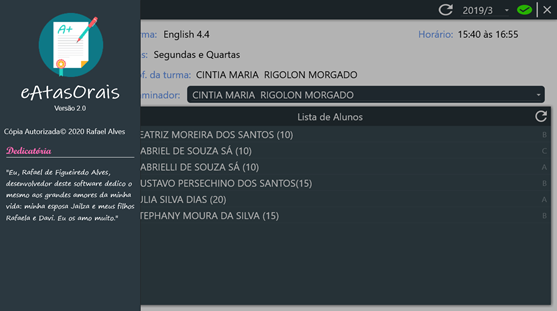 A+
eAtasOrais
Versão 2.0
Cópia Autorizada© 2020 Rafael Alves
Dedicatória
"Eu, Rafael de Figueiredo Alves,
desenvolvedor deste software dedico o
mesmo aos grandes amores da minha
vida: minha esposa Jailza e meus filhos
Rafaela e Davi. Eu os amo muito."
2019/3
English 4.4
Horário: 15:40 às 16:55
Segundas e Quartas
da turma: CINTIA MARIA RIGOLON MORGADO
CINTIA MARIA RIGOLON MORGADO
Lista de Alunos
EATRIZ MOREIRA DOS SANTOS (10) B
ABRIEL DE SOUZA SÁ (10) C
ABRIELLI DE SOUZA SÁ (10) A
USTAVO PERSECHINO DOS SANTOS(15) B
ULIA SILVA DIAS (20) A
TEPHANY MOURA DA SILVA (15) B